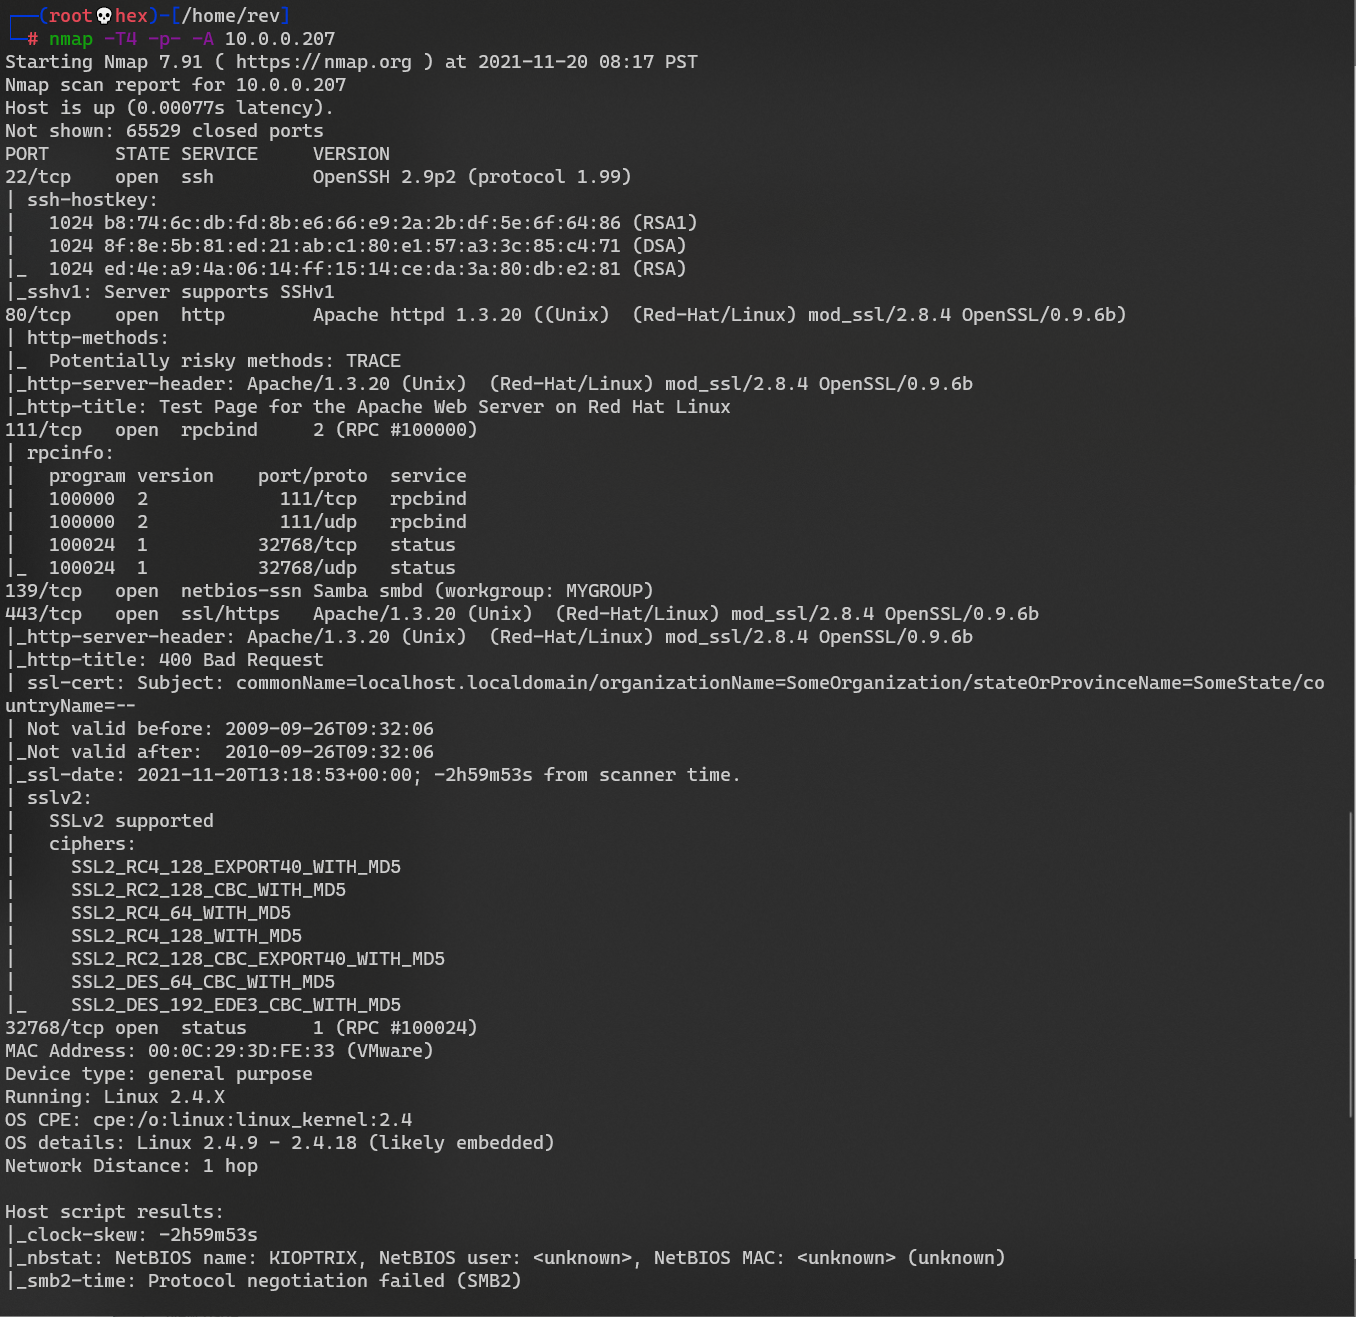 ┌──(root💀hex)-[/home/rev]
└─# nmap -T4 -p- -A 10.0.0.207
Starting Nmap 7.91 ( https://nmap.org ) at 2021-11-20 08:17 PST
Nmap scan report for 10.0.0.207
Host is up (0.00077s latency).
Not shown: 65529 closed ports
PORT      STATE SERVICE     VERSION
22/tcp    open  ssh         OpenSSH 2.9p2 (protocol 1.99)
| ssh-hostkey:
|   1024 b8:74:6c:db:fd:8b:e6:66:e9:2a:2b:df:5e:6f:64:86 (RSA1)
|   1024 8f:8e:5b:81:ed:21:ab:c1:80:e1:57:a3:3c:85:c4:71 (DSA)
|_  1024 ed:4e:a9:4a:06:14:ff:15:14:ce:da:3a:80:db:e2:81 (RSA)
|_sshv1: Server supports SSHv1
80/tcp    open  http        Apache httpd 1.3.20 ((Unix)  (Red-Hat/Linux) mod_ssl/2.8.4 OpenSSL/0.9.6b)
| http-methods:
|_  Potentially risky methods: TRACE
|_http-server-header: Apache/1.3.20 (Unix)  (Red-Hat/Linux) mod_ssl/2.8.4 OpenSSL/0.9.6b
|_http-title: Test Page for the Apache Web Server on Red Hat Linux
111/tcp   open  rpcbind     2 (RPC #100000)
| rpcinfo:
|   program version    port/proto  service
|   100000  2            111/tcp   rpcbind
|   100000  2            111/udp   rpcbind
|   100024  1          32768/tcp   status
|_  100024  1          32768/udp   status
139/tcp   open  netbios-ssn Samba smbd (workgroup: MYGROUP)
443/tcp   open  ssl/https   Apache/1.3.20 (Unix)  (Red-Hat/Linux) mod_ssl/2.8.4 OpenSSL/0.9.6b
|_http-server-header: Apache/1.3.20 (Unix)  (Red-Hat/Linux) mod_ssl/2.8.4 OpenSSL/0.9.6b
|_http-title: 400 Bad Request
| ssl-cert: Subject: commonName=localhost.localdomain/organizationName=SomeOrganization/stateOrProvinceName=SomeState/co
untryName=--
| Not valid before: 2009-09-26T09:32:06
|_Not valid after:  2010-09-26T09:32:06
|_ssl-date: 2021-11-20T13:18:53+00:00; -2h59m53s from scanner time.
| sslv2:
|   SSLv2 supported
|   ciphers:
|     SSL2_RC4_128_EXPORT40_WITH_MD5
|     SSL2_RC2_128_CBC_WITH_MD5
|     SSL2_RC4_64_WITH_MD5
|     SSL2_RC4_128_WITH_MD5
|     SSL2_RC2_128_CBC_EXPORT40_WITH_MD5
|     SSL2_DES_64_CBC_WITH_MD5
|_    SSL2_DES_192_EDE3_CBC_WITH_MD5
32768/tcp open  status      1 (RPC #100024)
MAC Address: 00:0C:29:3D:FE:33 (VMware)
Device type: general purpose
Running: Linux 2.4.X
OS CPE: cpe:/o:linux:linux_kernel:2.4
OS details: Linux 2.4.9 - 2.4.18 (likely embedded)
Network Distance: 1 hop

Host script results:
|_clock-skew: -2h59m53s
|_nbstat: NetBIOS name: KIOPTRIX, NetBIOS user: <unknown>, NetBIOS MAC: <unknown> (unknown)
|_smb2-time: Protocol negotiation failed (SMB2)